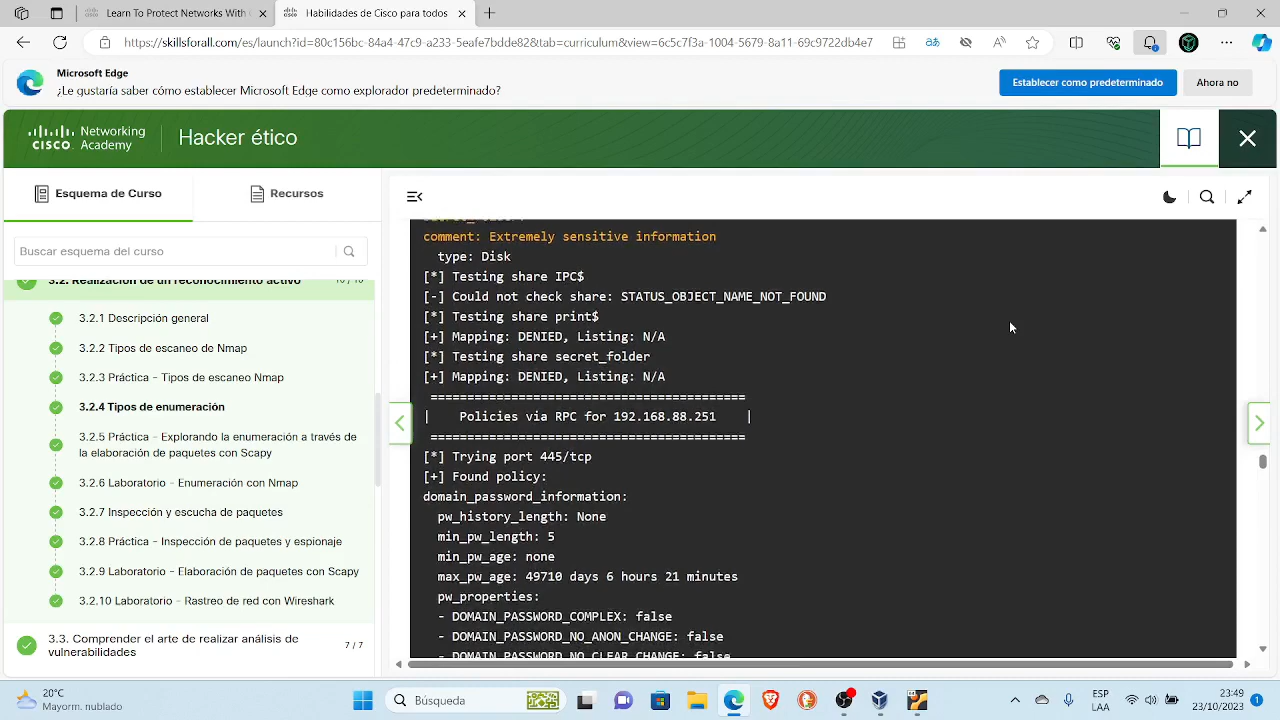 Learn To Protect Networks With
Habilidades de Cisco para todos
https://skillsforall.com/es/launch?id=80c156bc-84a4-47c9-a233-5eafe7bdde82&tab=curriculum&view=6c5c7f3a-1004-5679-8a11-69c9722db4e7
Microsoft Edge
¿Le gustaría saber cómo establecer Microsoft Edge como navegador predeterminado?
Establecer como predeterminado
Ahora no
Networking
CISCO Academy
Hacker ético
Esquema de Curso
Recursos
Buscar esquema del curso
3.2. Realización de un reconocimiento activo
3.2.1 Descripción general
3.2.2 Tipos de escaneo de Nmap
3.2.3 Práctica - Tipos de escaneo Nmap
3.2.4 Tipos de enumeración
3.2.5 Práctica - Explorando la enumeración a través de
la elaboración de paquetes con Scapy
3.2.6 Laboratorio - Enumeración con Nmap
3.2.7 Inspección y escucha de paquetes
3.2.8 Práctica - Inspección de paquetes y espionaje
3.2.9 Laboratorio - Elaboración de paquetes con Scapy
3.2.10 Laboratorio - Rastreo de red con Wireshark
3.3. Comprender el arte de realizar análisis de
vulnerabilidades
7 / 7
comment: Extremely sensitive information
type: Disk
[*] Testing share IPC$
[-] Could not check share: STATUS_OBJECT_NAME_NOT_FOUND
[*] Testing share print$
[+] Mapping: DENIED, Listing: N/A
[*] Testing share secret_folder
[+] Mapping: DENIED, Listing: N/A
===========================================
|    Policies via RPC for 192.168.88.251    |
===========================================
[*] Trying port 445/tcp
[+] Found policy:
domain_password_information:
pw_history_length: None
min_pw_length: 5
min_pw_age: none
max_pw_age: 49710 days 6 hours 21 minutes
pw_properties:
- DOMAIN_PASSWORD_COMPLEX: false
- DOMAIN_PASSWORD_NO_ANON_CHANGE: false
- DOMAIN_PASSWORD_NO_CLEAR_CHANGE: false
20°C
Mayorm. nublado
Búsqueda
ESP
LAA
23:49
23/10/2023
1